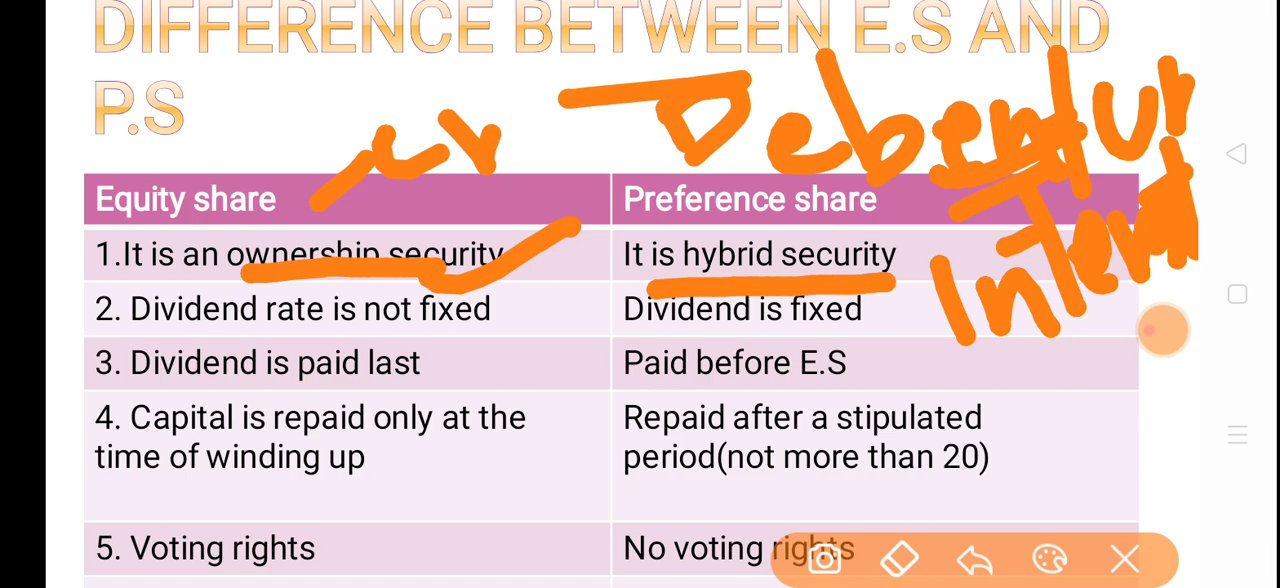 DIFFERENCE BETWEEN E.S AND
P.S
Debentur
Interest
Equity share
Preference share
1.It is an ownership security
It is hybrid security
2. Dividend rate is not fixed
Dividend is fixed
3. Dividend is paid last
Paid before E.S
4. Capital is repaid only at the
time of winding up
Repaid after a stipulated
period(not more than 20)
5. Voting rights
No voting rights